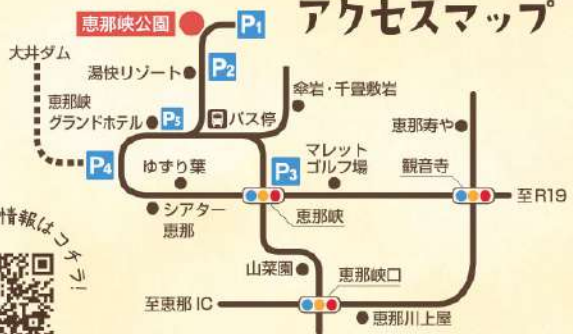 アクセスマップ
恵那峡公園
P1
大井ダム
湯快リゾート
P2
傘岩・千畳敷岩
恵那峡
グランドホテル
P5
バス停
恵那寿や
P4
ゆずり葉
P3
マレット
ゴルフ場
観音寺
至R19
シアター
恵那
恵那峡
情報はコチラ!
山菜園
恵那峡口
至恵那IC
恵那川上屋